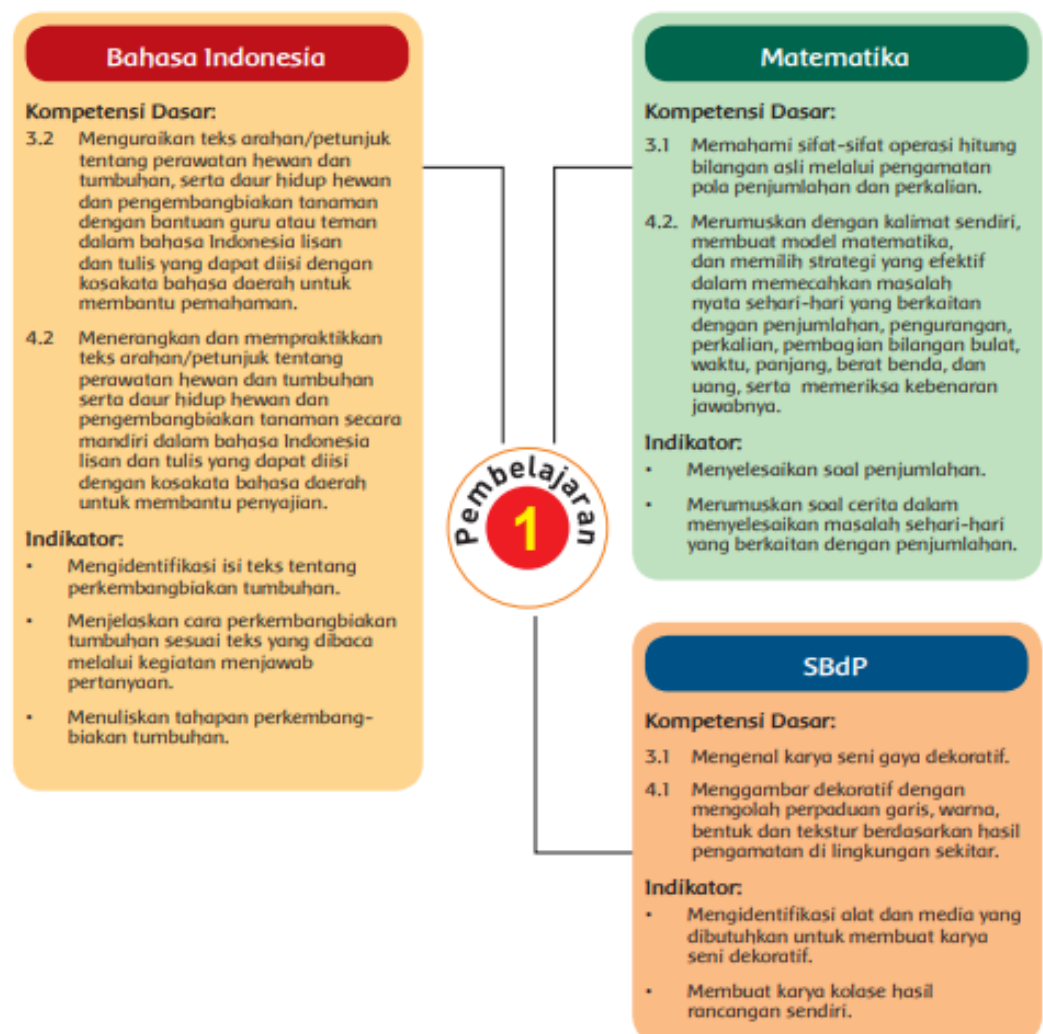 Bahasa Indonesia
Kompetensi Dasar:
3.2 Menguraikan teks arahan/petunjuk
tentang perawatan hewan dan
tumbuhan, serta daur hidup hewan
dan pengembangbiakan tanaman
dengan bantuan guru atau teman
dalam bahasa Indonesia lisan
dan tulis yang dapat diisi dengan
kosakata bahasa daerah untuk
membantu pemahaman.
4.2 Menerangkan dan mempraktikkan
teks arahan/petunjuk tentang
perawatan hewan dan tumbuhan
serta daur hidup hewan dan
pengembangbiakan tanaman secara
mandiri dalam bahasa Indonesia
lisan dan tulis yang dapat diisi
dengan kosakata bahasa daerah
untuk membantu penyajian.
Indikator:
• Mengidentifikasi isi teks tentang
perkembangbiakan tumbuhan.
• Menjelaskan cara perkembangbiakan
tumbuhan sesuai teks yang dibaca
melalui kegiatan menjawab
pertanyaan.
• Menuliskan tahapan perkembang-
biakan tumbuhan.
Matematika
Kompetensi Dasar:
3.1 Memahami sifat-sifat operasi hitung
bilangan asli melalui pengamatan
pola penjumlahan dan perkalian.
4.2. Merumuskan dengan kalimat sendiri,
membuat model matematika,
dan memilih strategi yang efektif
dalam memecahkan masalah
nyata sehari-hari yang berkaitan
dengan penjumlahan, pengurangan,
perkalian, pembagian bilangan bulat,
waktu, panjang, berat benda, dan
uang, serta memeriksa kebenaran
jawabnya.
Indikator:
• Menyelesaikan soal penjumlahan.
• Merumuskan soal cerita dalam
menyelesaikan masalah sehari-hari
yang berkaitan dengan penjumlahan.
Pembelajaran
1
SBdP
Kompetensi Dasar:
3.1 Mengenal karya seni gaya dekoratif.
4.1 Menggambar dekoratif dengan
mengolah perpaduan garis, warna,
bentuk dan tekstur berdasarkan hasil
pengamatan di lingkungan sekitar.
Indikator:
• Mengidentifikasi alat dan media yang
dibutuhkan untuk membuat karya
seni dekoratif.
• Membuat karya kolase hasil
rancangan sendiri.